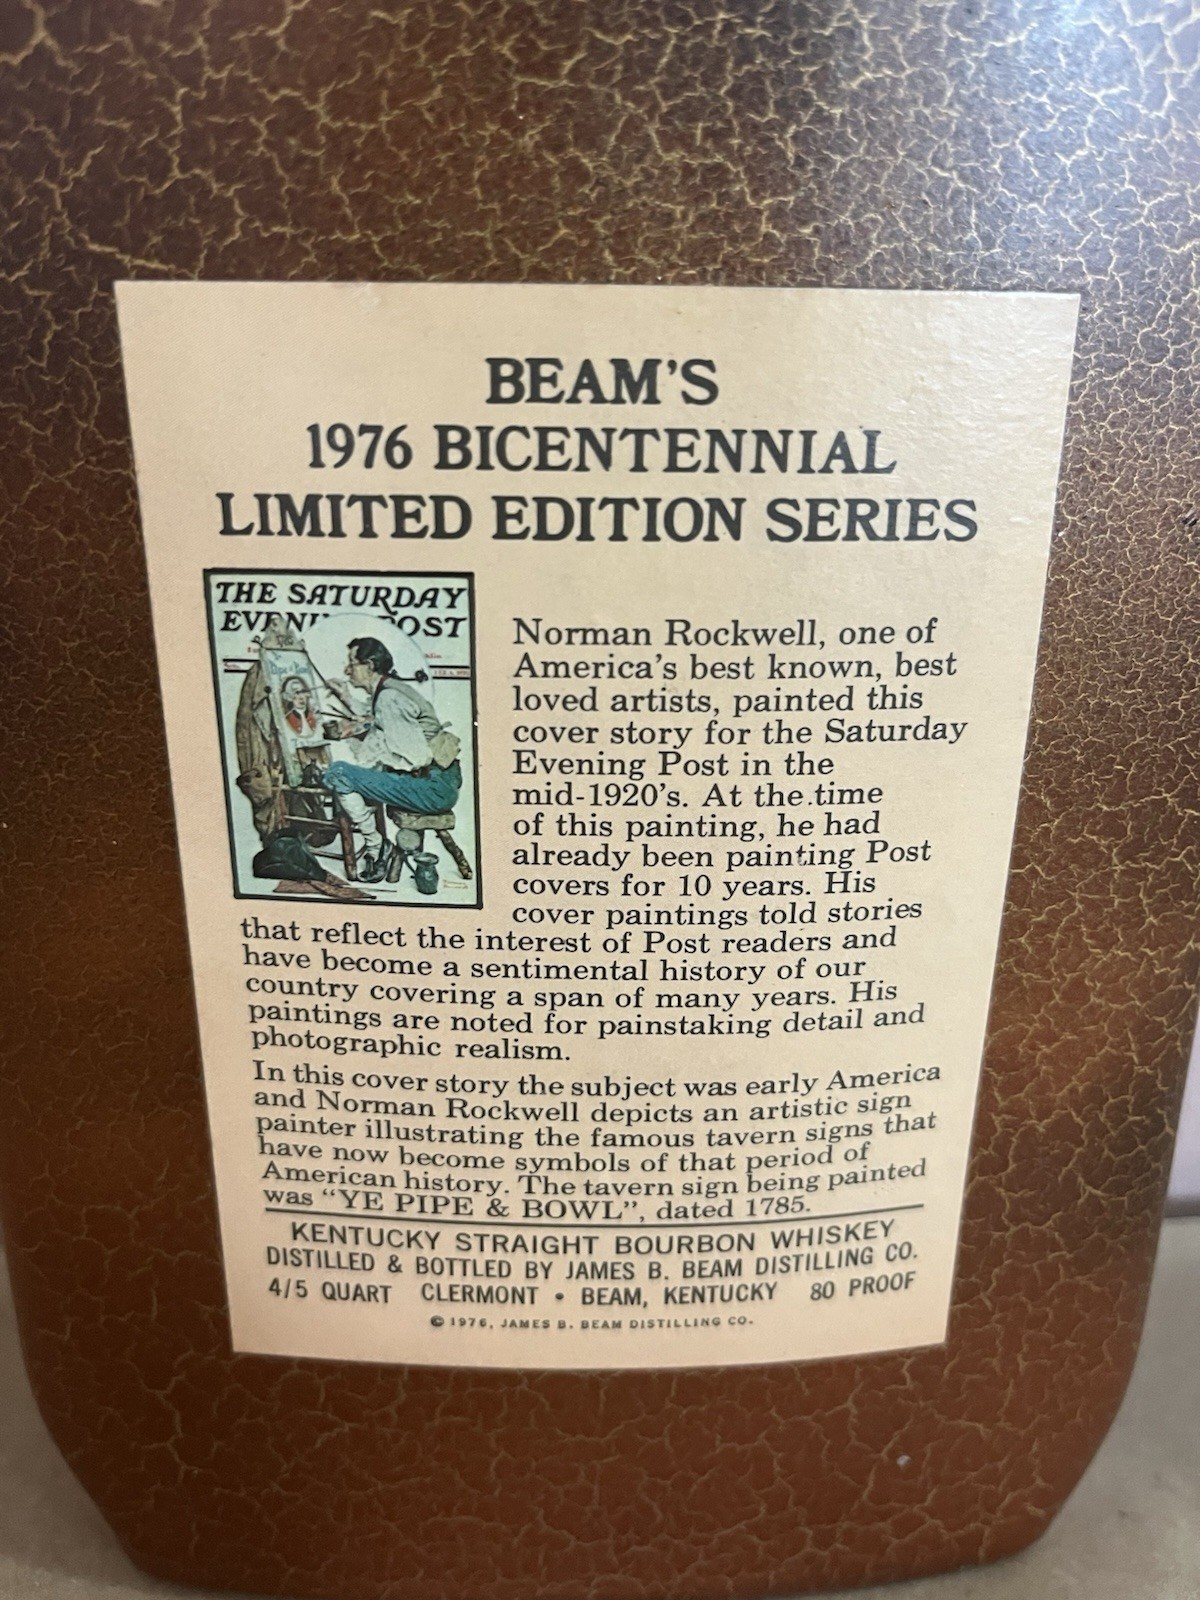 BEAM'S
1976 BICENTENNIAL
LIMITED EDITION SERIES
THE SATURDAY
EVENI POST
Norman Rockwell, one of
America's best known, best
loved artists, painted this
cover story for the Saturday
Evening Post in the
mid-1920's. At the time
of this painting, he had
already been painting Post
covers for 10 years. His
cover paintings told stories
that reflect the interest of Post readers and
have become a sentimental history of our
country covering a span of many years. His
paintings are noted for painstaking detail and
photographic realism.
In this cover story the subject was early America
and Norman Rockwell depicts an artistic sign
painter illustrating the famous tavern signs that
have now become symbols of that period of
American history. The tavern sign being painted
was "YE PIPE & BOWL", dated 1785.
KENTUCKY STRAIGHT BOURBON WHISKEY
DISTILLED & BOTTLED BY JAMES B. BEAM DISTILLING CO.
4/5 QUART CLERMONT • BEAM, KENTUCKY 80 PROOF
© 1976, JAMES B. BEAM DISTILLING CO.